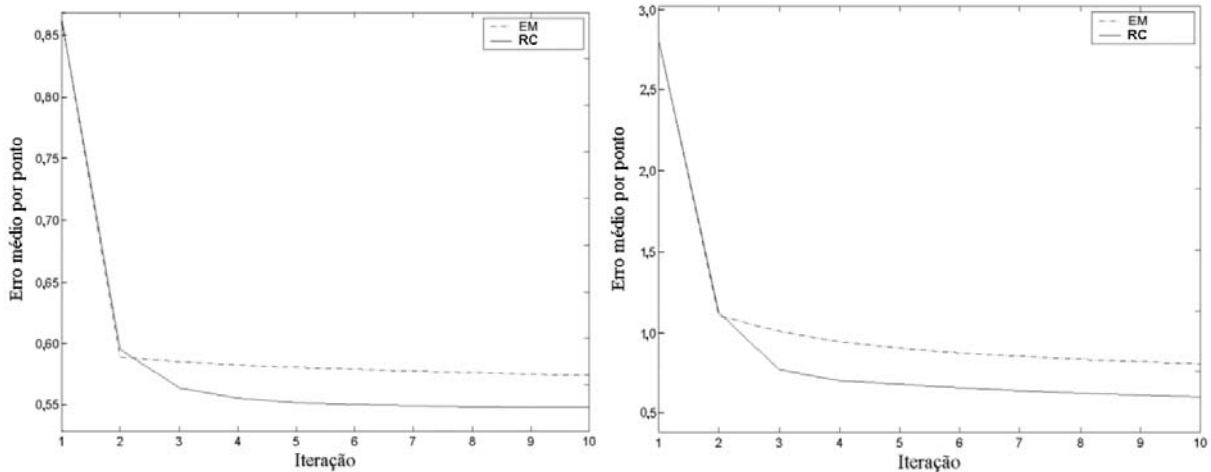 EM
RC
0,85
0,80
0,75
0,70
0,65
0,60
0,55
Erro médio por ponto
1 2 3 4 5 6 7 8 9 10
Iteração
EM
RC
3,0
2,5
2,0
1,5
1,0
0,5
Erro médio por ponto
1 2 3 4 5 6 7 8 9 10
Iteração